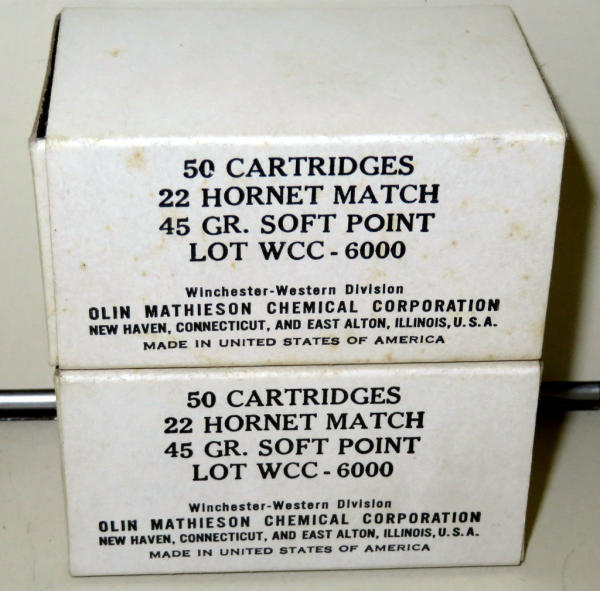 50 CARTRIDGES
22 HORNET MATCH
45 GR. SOFT POINT
LOT WCC - 6000
Winchester-Western Division
OLIN MATHIESON CHEMICAL CORPORATION
NEW HAVEN, CONNECTICUT, AND EAST ALTON, ILLINOIS, U.S.A.
MADE IN UNITED STATES OF AMERICA
50 CARTRIDGES
22 HORNET MATCH
45 GR. SOFT POINT
LOT WCC - 6000
Winchester-Western Division
OLIN MATHIESON CHEMICAL CORPORATION
NEW HAVEN, CONNECTICUT, AND EAST ALTON, ILLINOIS, U.S.A.
MADE IN UNITED STATES OF AMERICA